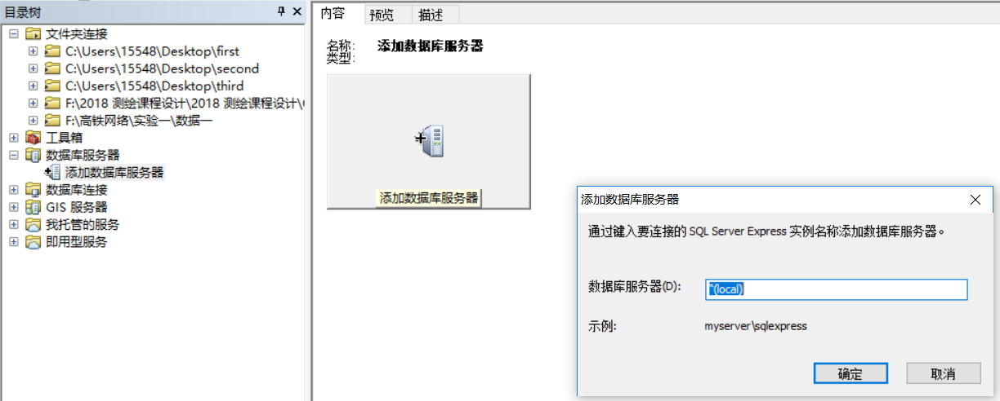 目录树
文件夹连接
C:\Users\15548\Desktop\first
C:\Users\15548\Desktop\second
C:\Users\15548\Desktop\third
F:\2018 测绘课程设计\2018 测绘课程设计\
F:\高铁网络\实验一\数据一
工具箱
数据库服务器
添加数据库服务器
数据库连接
GIS 服务器
我托管的服务
即用型服务
内容 预览 描述
名称: 添加数据库服务器
类型:
添加数据库服务器
添加数据库服务器
通过键入要连接的 SQL Server Express 实例名称添加数据库服务器。
数据库服务器(D): "(local)
示例: myserver\sqlexpress
确定 取消